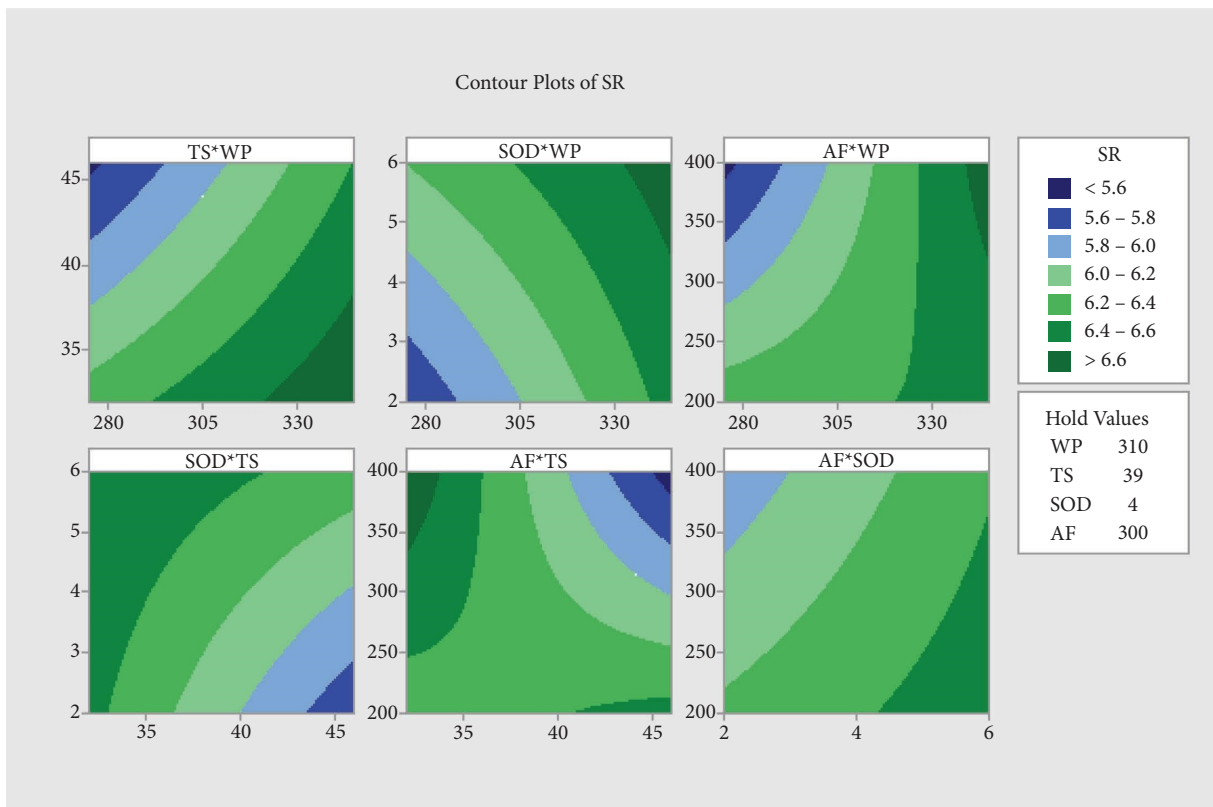 Contour Plots of SR
TS*WP
45
40
35
280 305 330
SOD*WP
6
5
4
3
2
280 305 330
AF*WP
400
350
300
250
200
280 305 330
SR
< 5.6
5.6 – 5.8
5.8 – 6.0
6.0 – 6.2
6.2 – 6.4
6.4 – 6.6
> 6.6
Hold Values
WP 310
TS 39
SOD 4
AF 300
SOD*TS
6
5
4
3
2
35 40 45
AF*TS
400
350
300
250
200
35 40 45
AF*SOD
400
350
300
250
200
2 4 6